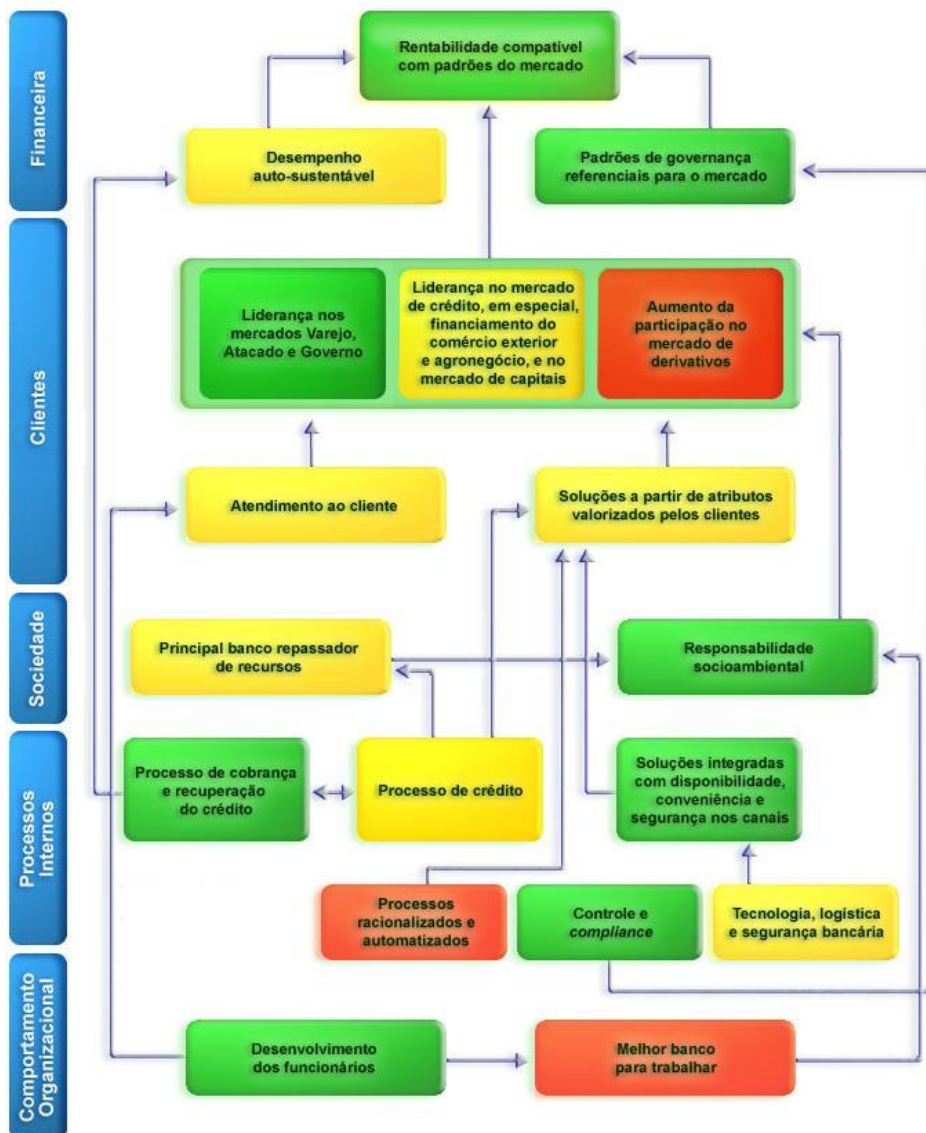 Financeira
Rentabilidade compatível
com padrões do mercado
Desempenho
auto-sustentável
Padrões de governança
referenciais para o mercado
Clientes
Liderança nos
mercados Varejo,
Atacado e Governo
Liderança no mercado
de crédito, em especial,
financiamento do
comércio exterior
e agronegócio, e no
mercado de capitais
Aumento da
participação no
mercado de
derivativos
Atendimento ao cliente
Soluções a partir de atributos
valorizados pelos clientes
Sociedade
Principal banco repassador
de recursos
Responsabilidade
socioambiental
Processos
Internos
Processo de cobrança
e recuperação
do crédito
Processo de crédito
Soluções integradas
com disponibilidade,
conveniência e
segurança nos canais
Processos
racionalizados e
automatizados
Controle e
compliance
Tecnologia, logística
e segurança bancária
Comportamento
Organizacional
Desenvolvimento
dos funcionários
Melhor banco
para trabalhar